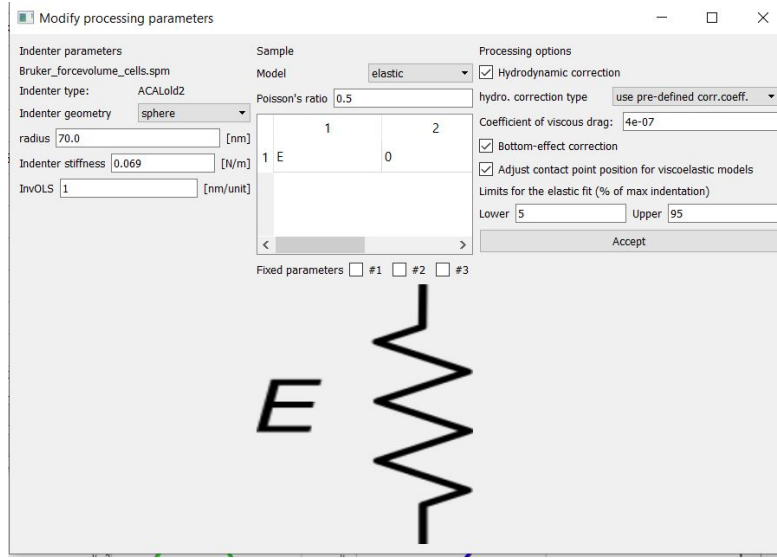 Modify processing parameters
Indenter parameters
Bruker_forcevolume_cells.spm
Indenter type: ACALold2
Indenter geometry sphere
radius 70.0 [nm]
Indenter stiffness 0.069 [N/m]
InvOLS 1 [nm/unit]
Sample
Model elastic
Poisson's ratio 0.5
1 2
1 E 0
Fixed parameters #1 #2 #3
Processing options
Hydrodynamic correction
hydro. correction type use pre-defined corr.coeff.
Coefficient of viscous drag: 4e-07
Bottom-effect correction
Adjust contact point position for viscoelastic models
Limits for the elastic fit (% of max indentation)
Lower 5 Upper 95
Accept
E